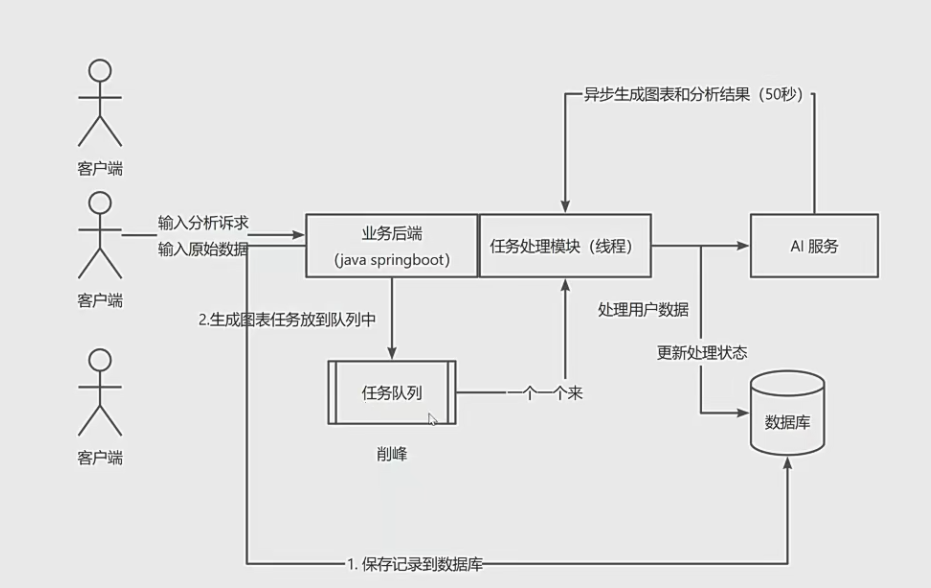 异步生成图表和分析结果（50秒）
客户端
输入分析诉求
输入原始数据
业务后端
（java springboot）
任务处理模块（线程）
AI 服务
客户端
2.生成图表任务放到队列中
处理用户数据
更新处理状态
任务队列
一个一个来
数据库
客户端
削峰
1. 保存记录到数据库